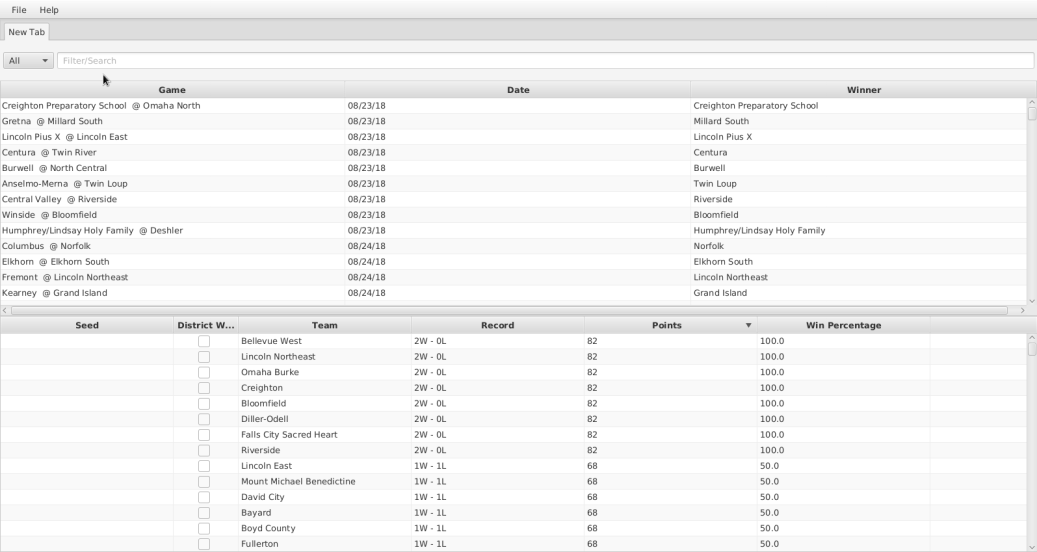 File Help
New Tab
All Filter/Search
Game Date Winner
Creighton Preparatory School @ Omaha North 08/23/18 Creighton Preparatory School
Gretna @ Millard South 08/23/18 Millard South
Lincoln Pius X @ Lincoln East 08/23/18 Lincoln Pius X
Centura @ Twin River 08/23/18 Centura
Burwell @ North Central 08/23/18 Burwell
Anselmo-Merna @ Twin Loup 08/23/18 Twin Loup
Central Valley @ Riverside 08/23/18 Riverside
Winside @ Bloomfield 08/23/18 Bloomfield
Humphrey/Lindsay Holy Family @ Deshler 08/23/18 Humphrey/Lindsay Holy Family
Columbus @ Norfolk 08/24/18 Norfolk
Elkhorn @ Elkhorn South 08/24/18 Elkhorn South
Fremont @ Lincoln Northeast 08/24/18 Lincoln Northeast
Kearney @ Grand Island 08/24/18 Grand Island
Seed District W... Team Record Points Win Percentage
Bellevue West 2W - 0L 82 100.0
Lincoln Northeast 2W - 0L 82 100.0
Omaha Burke 2W - 0L 82 100.0
Creighton 2W - 0L 82 100.0
Bloomfield 2W - 0L 82 100.0
Diller-Odell 2W - 0L 82 100.0
Falls City Sacred Heart 2W - 0L 82 100.0
Riverside 2W - 0L 82 100.0
Lincoln East 1W - 1L 68 50.0
Mount Michael Benedictine 1W - 1L 68 50.0
David City 1W - 1L 68 50.0
Bayard 1W - 1L 68 50.0
Boyd County 1W - 1L 68 50.0
Fullerton 1W - 1L 68 50.0